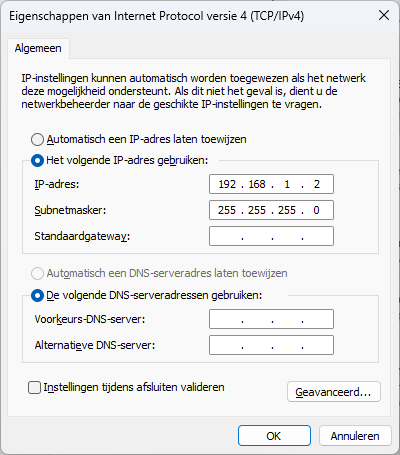 Eigenschappen van Internet Protocol versie 4 (TCP/IPv4)
Algemeen
IP-instellingen kunnen automatisch worden toegewezen als het netwerk
deze mogelijkheid ondersteunt. Als dit niet het geval is, dient u de
netwerkbeheerder naar de geschikte IP-instellingen te vragen.
Automatisch een IP-adres laten toewijzen
Het volgende IP-adres gebruiken:
IP-adres: 192 . 168 . 1 . 2
Subnetmasker: 255 . 255 . 255 . 0
Standaardgateway: . . .
Automatisch een DNS-serveradres laten toewijzen
De volgende DNS-serveradressen gebruiken:
Voorkeurs-DNS-server: . . .
Alternatieve DNS-server: . . .
Instellingen tijdens afsluiten valideren
Geavanceerd...
OK Annuleren